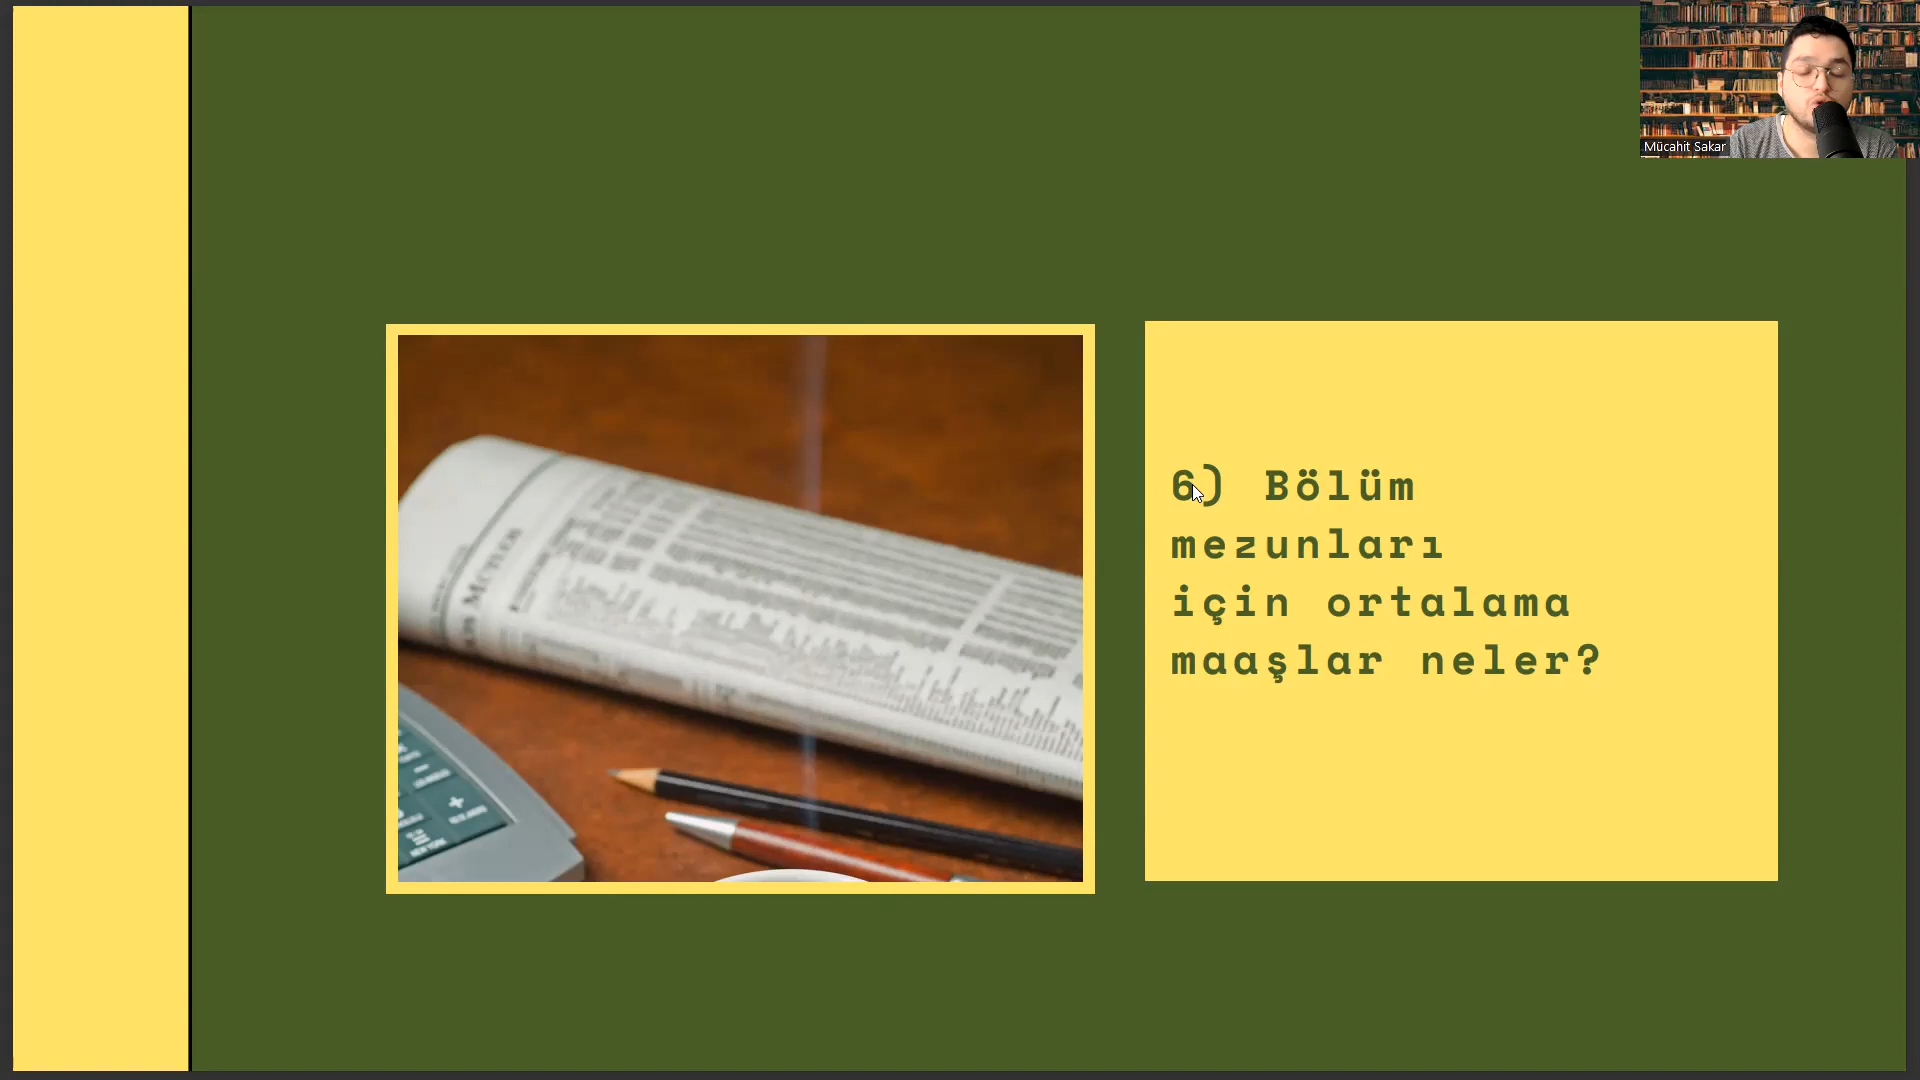 Mücahit Sakar
6) Bölüm
mezunları
için ortalama
maaşlar neler?